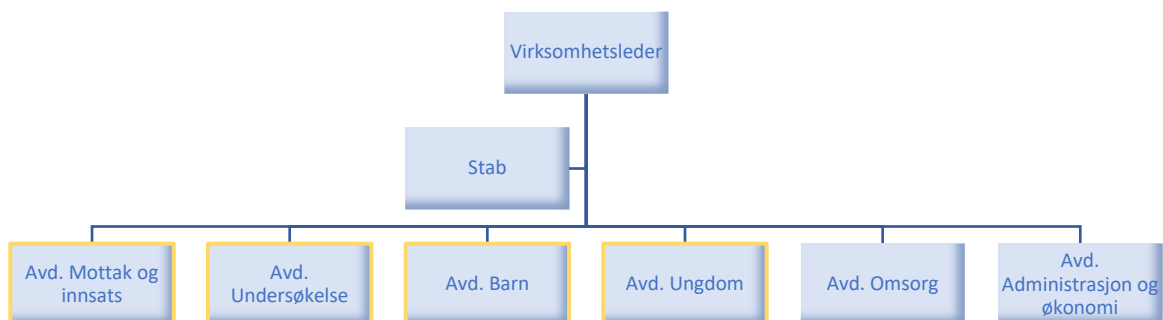 Virksomhetsleder
Stab
Avd. Mottak og
innsats
Avd.
Undersøkelse
Avd. Barn
Avd. Ungdom
Avd. Omsorg
Avd.
Administrasjon og
økonomi